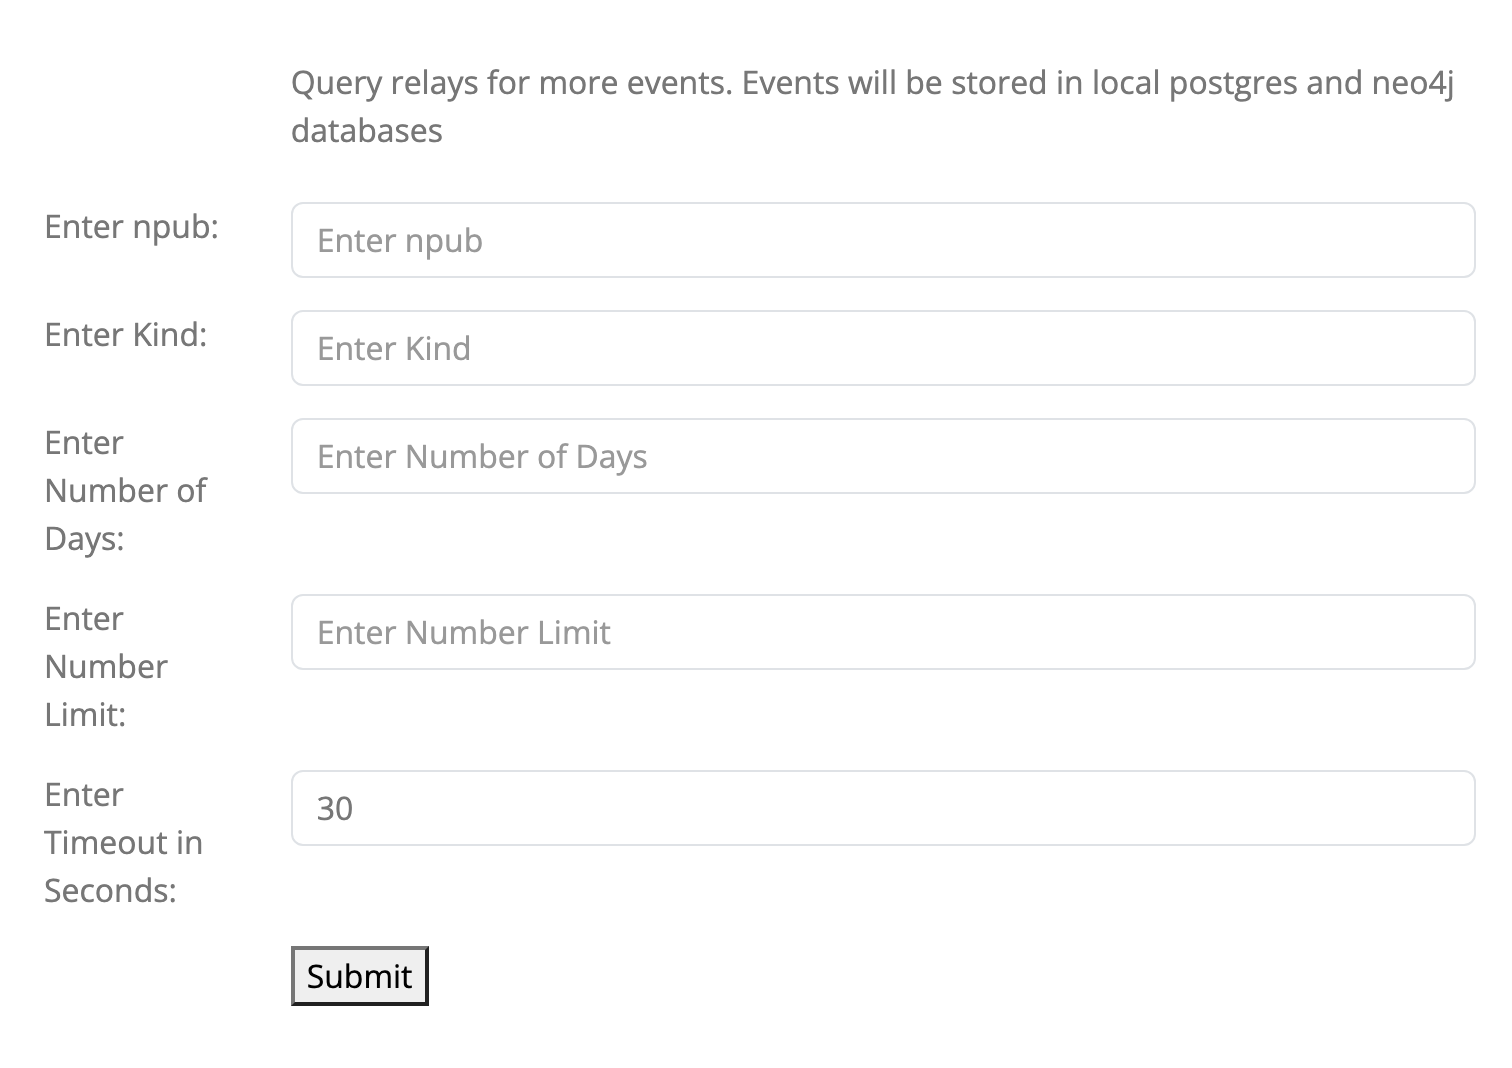 Query relays for more events. Events will be stored in local postgres and neo4j
databases
Enter npub:
Enter npub
Enter Kind:
Enter Kind
Enter
Number of
Days:
Enter Number of Days
Enter
Number
Limit:
Enter Number Limit
Enter
Timeout in
Seconds:
30
Submit